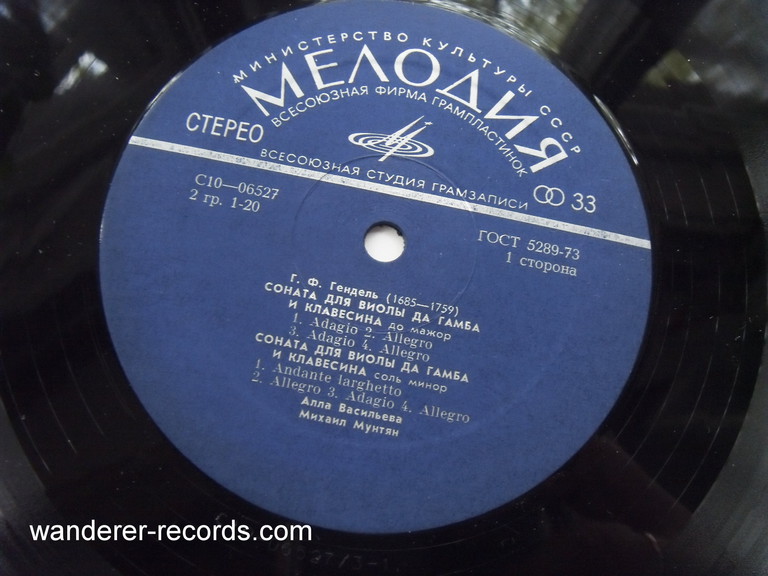 МИНИСТЕРСТВО КУЛЬТУРЫ СССР
МЕЛОДИЯ
ВСЕСОЮЗНАЯ ФИРМА ГРАМПЛАСТИНОК
СТЕРЕО
ВСЕСОЮЗНАЯ СТУДИЯ ГРАМЗАПИСИ
33
С10—06527
2 гр. 1-20
ГОСТ 5289-73
1 сторона
Г. Ф. Гендель (1685—1759)
СОНАТА ДЛЯ ВИОЛЫ ДА ГАМБА
И КЛАВЕСИНА до мажор
1. Adagio 2. Allegro
3. Adagio 4. Allegro
СОНАТА ДЛЯ ВИОЛЫ ДА ГАМБА
И КЛАВЕСИНА соль минор
1. Andante larghetto
2. Allegro 3. Adagio 4. Allegro
Алла Васильева
Михаил Мунтян
wanderer-records.com